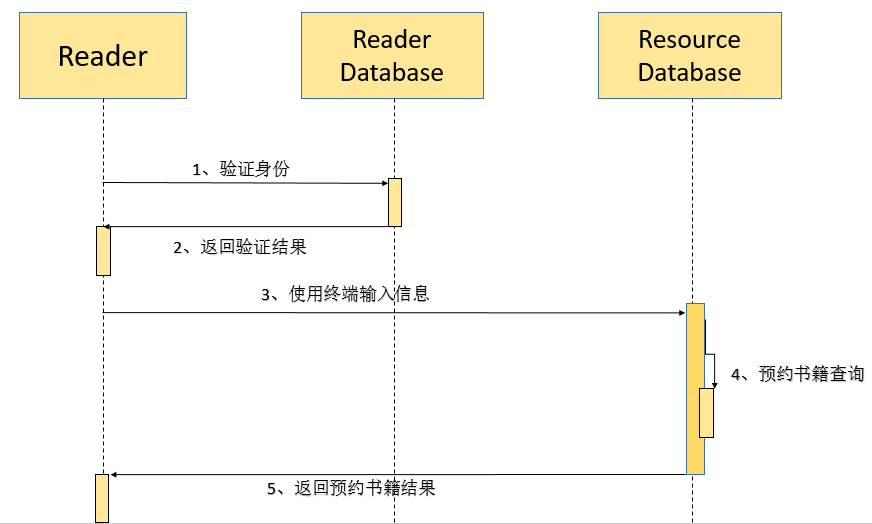 Reader
Reader
Database
Resource
Database
1、验证身份
2、返回验证结果
3、使用终端输入信息
4、预约书籍查询
5、返回预约书籍结果